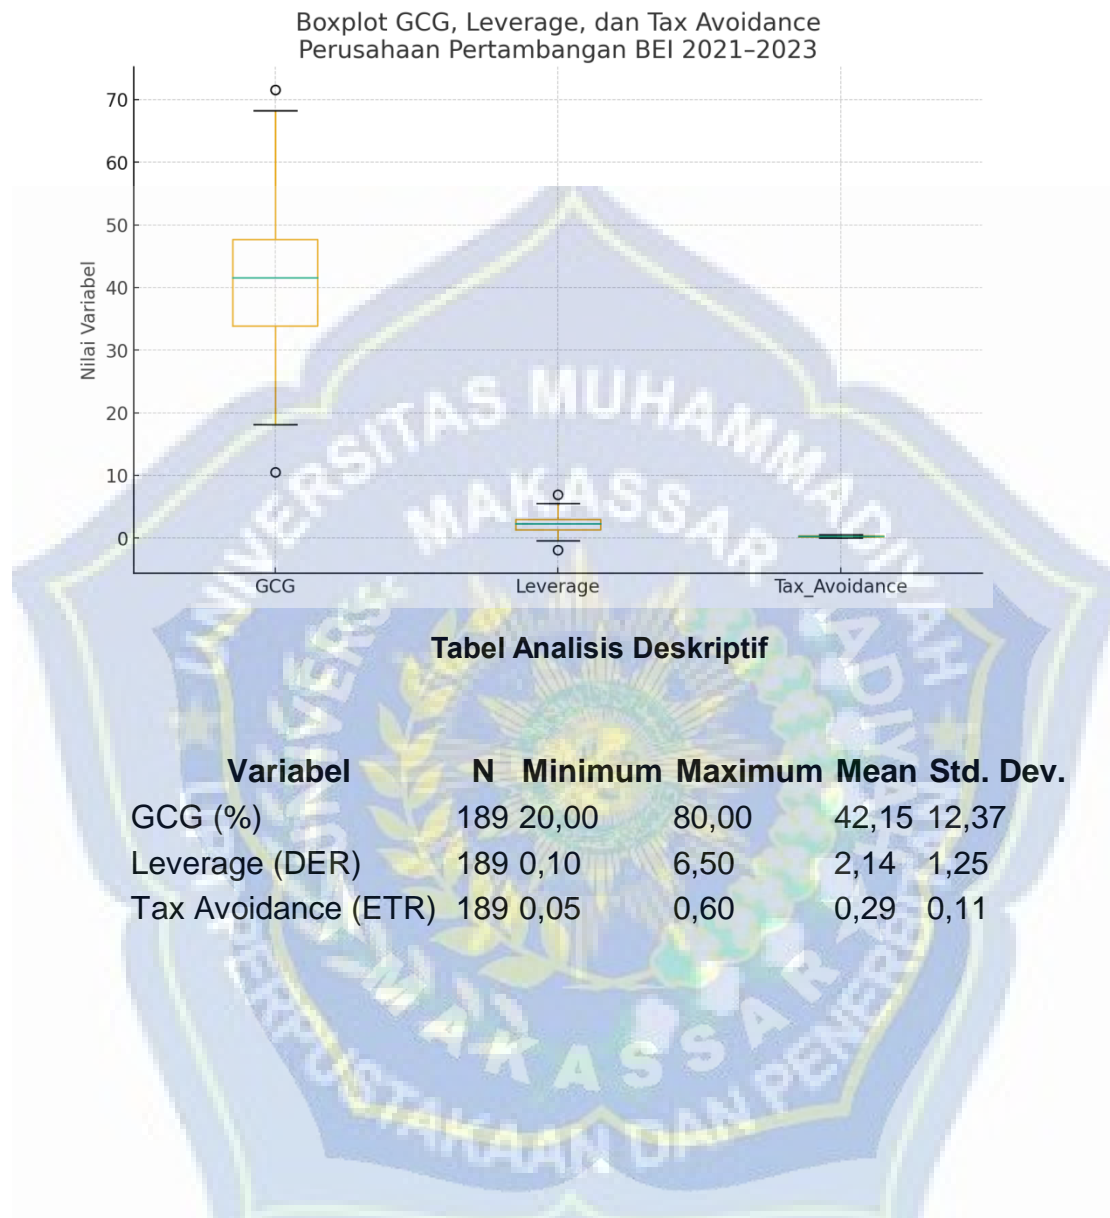 Boxplot GCG, Leverage, dan Tax Avoidance
Perusahaan Pertambangan BEI 2021–2023
70
60
50
40
30
20
10
0
Nilai Variabel
GCG Leverage Tax_Avoidance
UNIVERSITAS MUHAMMADIYAH
MAKASSAR
Tabel Analisis Deskriptif
Variabel N Minimum Maximum Mean Std. Dev.
GCG (%) 189 20,00 80,00 42,15 12,37
Leverage (DER) 189 0,10 6,50 2,14 1,25
Tax Avoidance (ETR) 189 0,05 0,60 0,29 0,11
MAKASSAR
PERPUSTAKAAN DAN